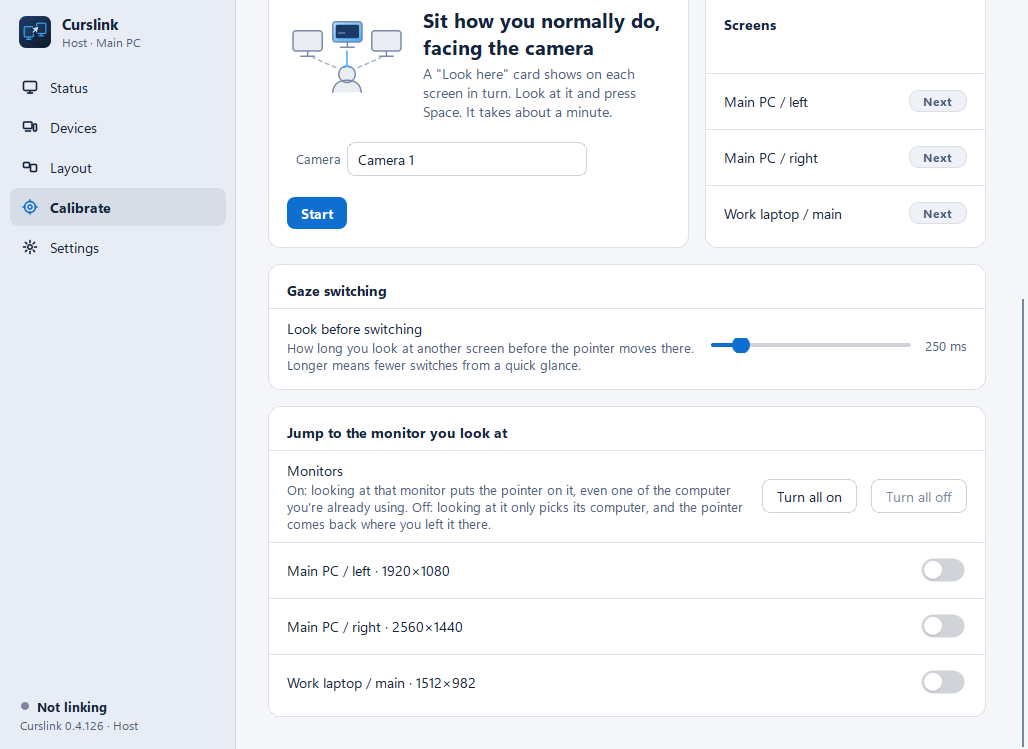 Curslink
Host · Main PC
Status
Devices
Layout
Calibrate
Settings
Not linking
Curslink 0.4.126 · Host
Sit how you normally do,
facing the camera
A "Look here" card shows on each
screen in turn. Look at it and press
Space. It takes about a minute.
Camera
Camera 1
Start
Screens
Main PC / left
Next
Main PC / right
Next
Work laptop / main
Next
Gaze switching
Look before switching
How long you look at another screen before the pointer moves there.
Longer means fewer switches from a quick glance.
250 ms
Jump to the monitor you look at
Monitors
On: looking at that monitor puts the pointer on it, even one of the computer
you're already using. Off: looking at it only picks its computer, and the pointer
comes back where you left it there.
Turn all on
Turn all off
Main PC / left · 1920×1080
Main PC / right · 2560×1440
Work laptop / main · 1512×982